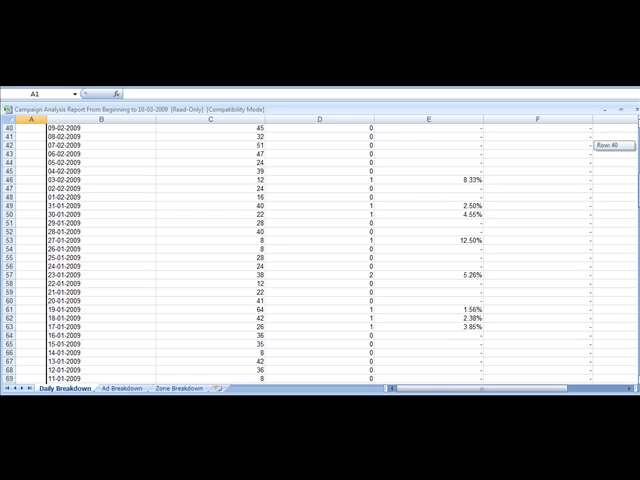 A1 fx
Campaign Analysis Report From Beginning to 10-03-2009 [Read-Only] [Compatibility Mode]
A B C D E F
40 09-02-2009 45 0 - -
41 08-02-2009 32 0 - -
42 07-02-2009 51 0 - - Row: 40
43 06-02-2009 47 0 - -
44 05-02-2009 24 0 - -
45 04-02-2009 39 0 - -
46 03-02-2009 12 1 8.33% -
47 02-02-2009 24 0 - -
48 01-02-2009 16 0 - -
49 31-01-2009 40 1 2.50% -
50 30-01-2009 22 1 4.55% -
51 29-01-2009 28 0 - -
52 28-01-2009 40 0 - -
53 27-01-2009 8 1 12.50% -
54 26-01-2009 8 0 - -
55 25-01-2009 28 0 - -
56 24-01-2009 24 0 - -
57 23-01-2009 38 2 5.26% -
58 22-01-2009 12 0 - -
59 21-01-2009 22 0 - -
60 20-01-2009 41 0 - -
61 19-01-2009 64 1 1.56% -
62 18-01-2009 42 1 2.38% -
63 17-01-2009 26 1 3.85% -
64 16-01-2009 36 0 - -
65 15-01-2009 35 0 - -
66 14-01-2009 8 0 - -
67 13-01-2009 42 0 - -
68 12-01-2009 36 0 - -
69 11-01-2009 8 0 - -
Daily Breakdown Ad Breakdown Zone Breakdown